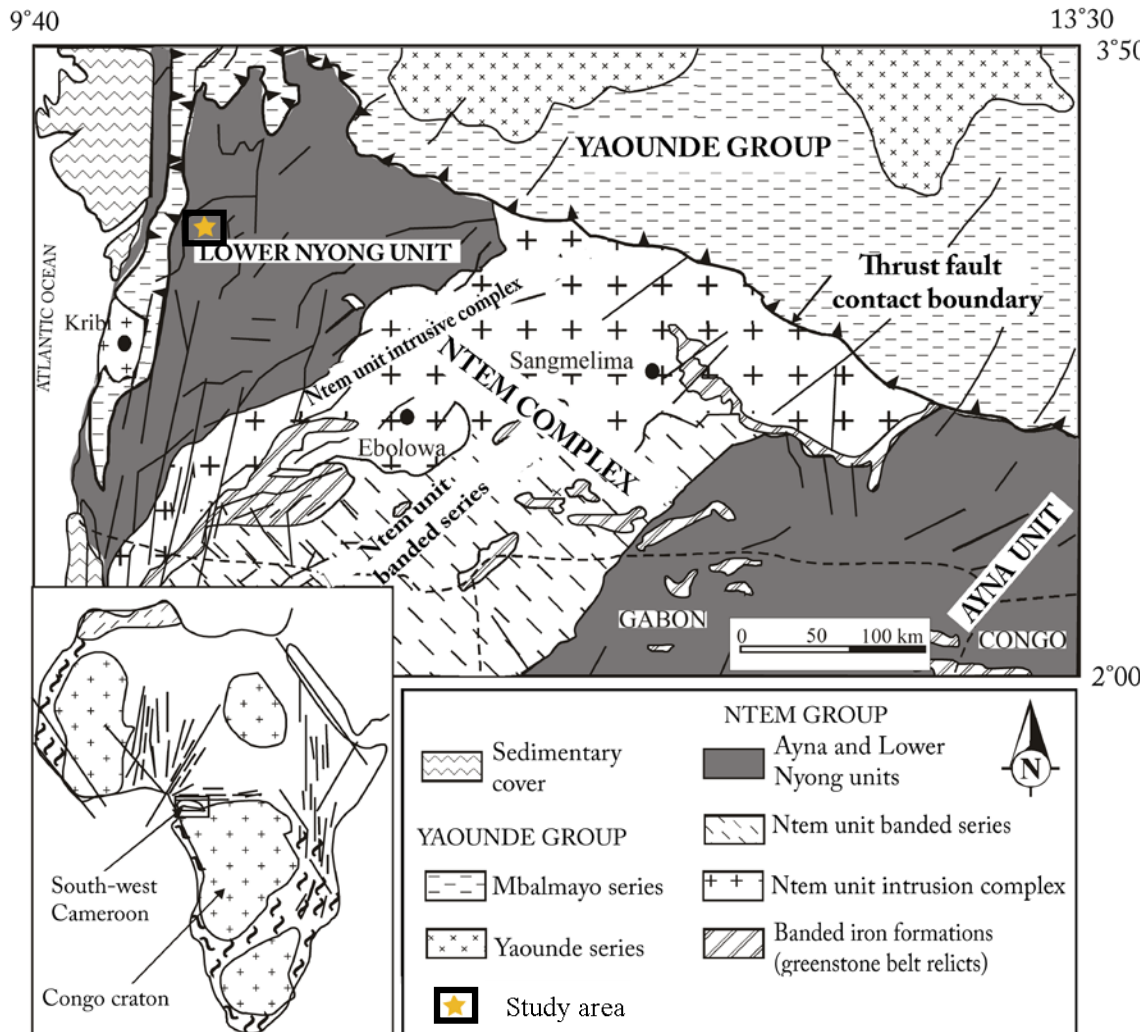 9°40
13°30
3°50
YAOUNDE GROUP
LOWER NYONG UNIT
Thrust fault
contact boundary
ATLANTIC OCEAN
Kribi
Ntem unit intrusive complex
Sangmelima
NTEM COMPLEX
Ebolowa
Ntem unit
banded series
AYNA UNIT
GABON
CONGO
0 50 100 km
2°00
South-west
Cameroon
Congo craton
Sedimentary
cover
YAOUNDE GROUP
Mbalmayo series
Yaounde series
Study area
NTEM GROUP
Ayna and Lower
Nyong units
Ntem unit banded series
Ntem unit intrusion complex
Banded iron formations
(greenstone belt relicts)
N